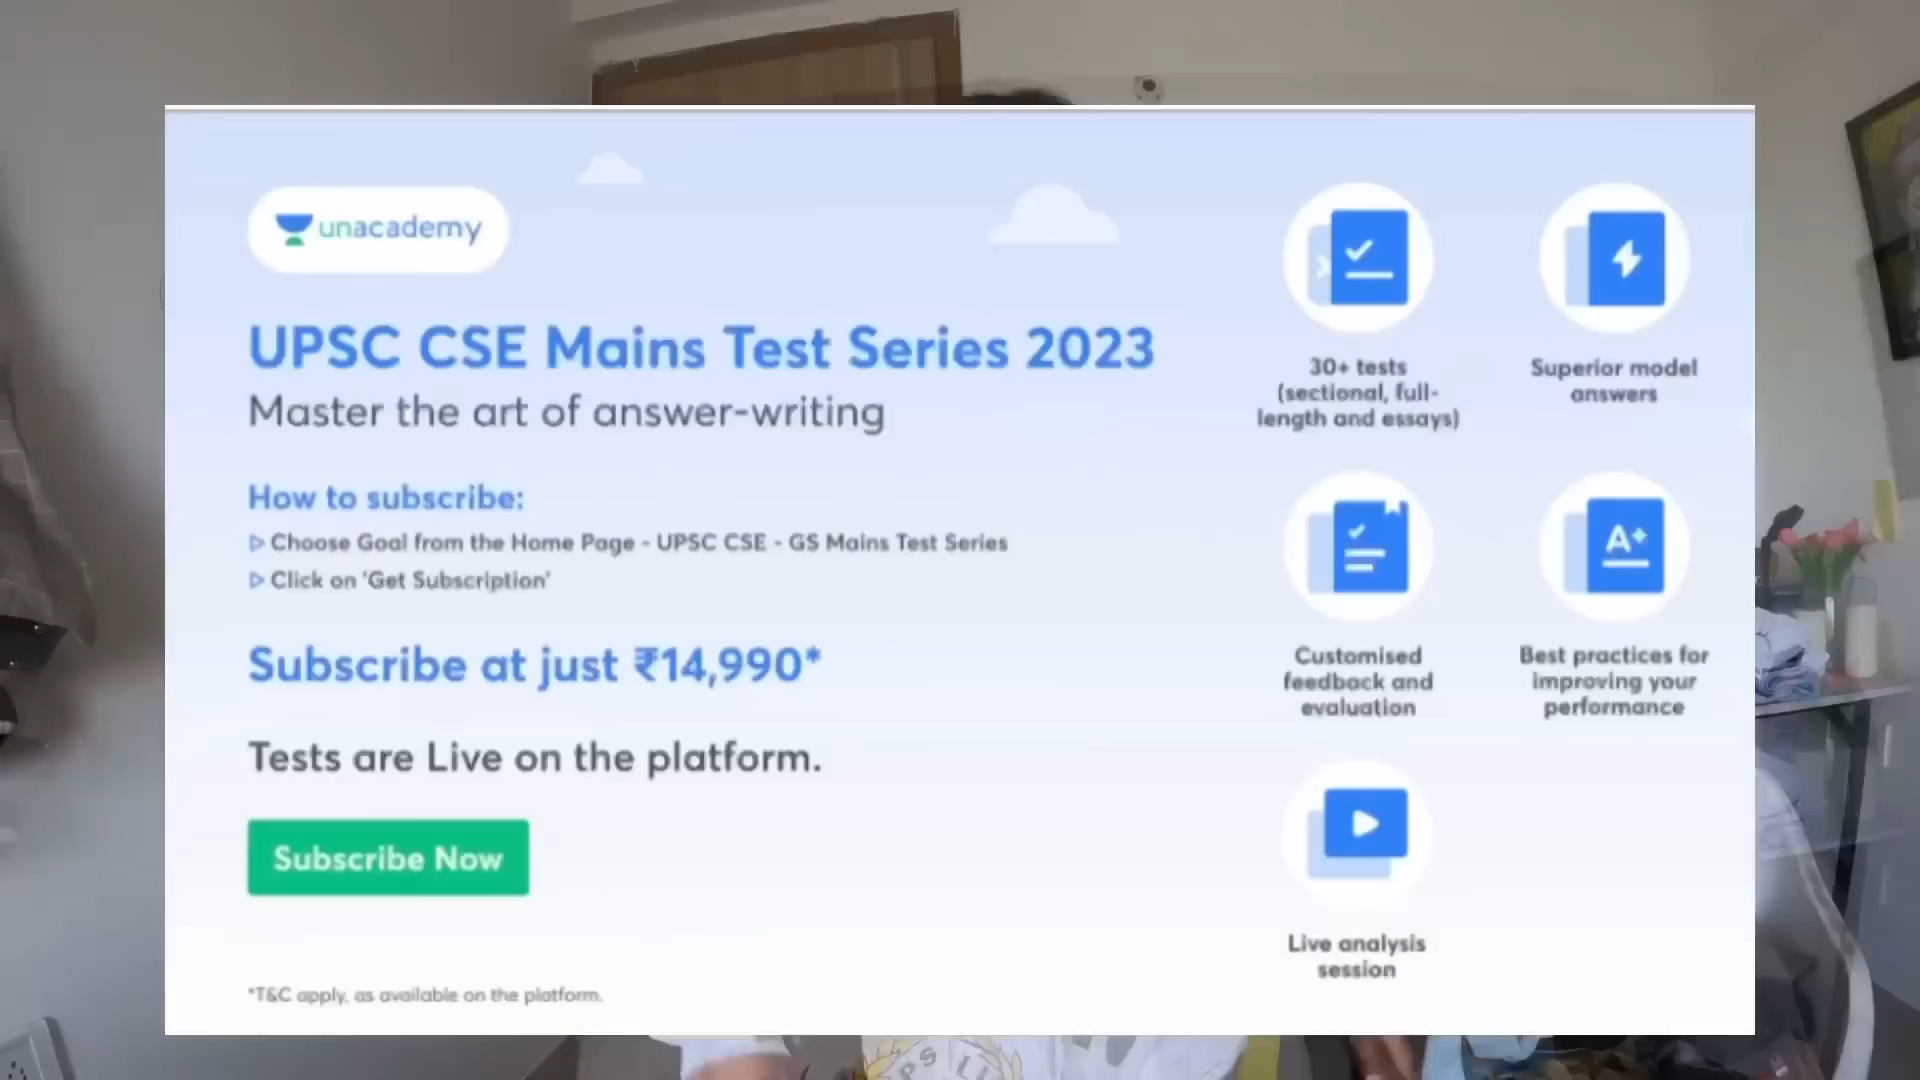 unacademy
UPSC CSE Mains Test Series 2023
Master the art of answer-writing
How to subscribe:
Choose Goal from the Home Page - UPSC CSE - GS Mains Test Series
Click on 'Get Subscription'
Subscribe at just ₹14,990*
Tests are Live on the platform.
Subscribe Now
*T&C apply, as available on the platform.
30+ tests
(sectional, full-
length and essays)
Superior model
answers
Customised
feedback and
evaluation
A+
Best practices for
improving your
performance
Live analysis
session